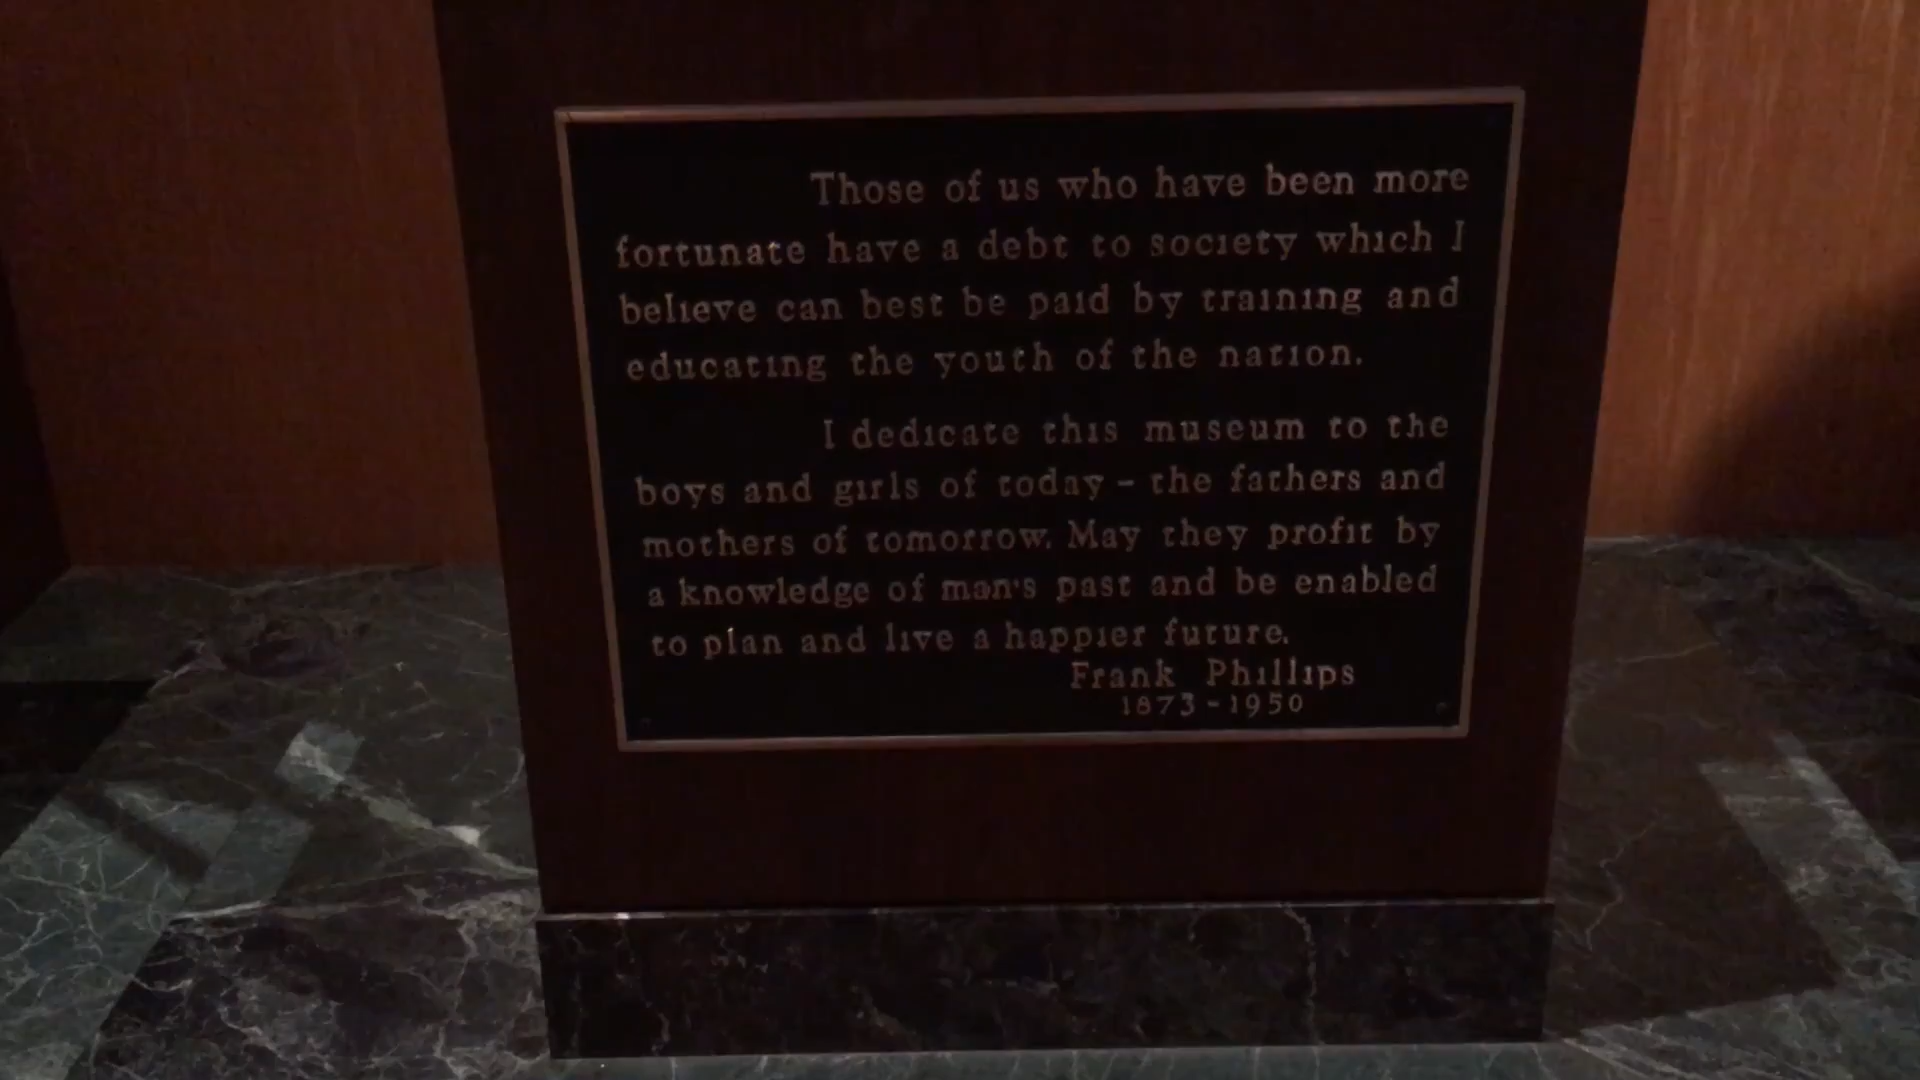 Those of us who have been more
fortunate have a debt to society which I
believe can best be paid by training and
educating the youth of the nation.
I dedicate this museum to the
boys and girls of today - the fathers and
mothers of tomorrow. May they profit by
a knowledge of man's past and be enabled
to plan and live a happier future.
Frank Phillips
1873 - 1950